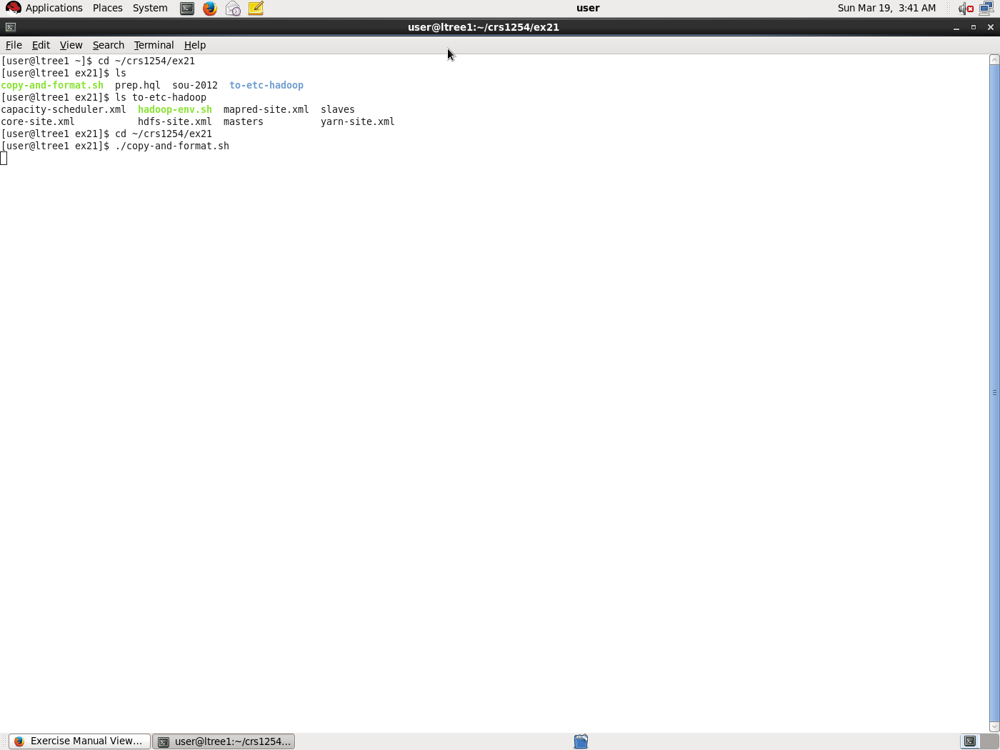 Applications Places System user Sun Mar 19, 3:41 AM
user@ltree1:~/crs1254/ex21
File Edit View Search Terminal Help
[user@ltree1 ~]$ cd ~/crs1254/ex21
[user@ltree1 ex21]$ ls
copy-and-format.sh  prep.hql  sou-2012  to-etc-hadoop
[user@ltree1 ex21]$ ls to-etc-hadoop
capacity-scheduler.xml  hadoop-env.sh  mapred-site.xml  slaves
core-site.xml           hdfs-site.xml  masters          yarn-site.xml
[user@ltree1 ex21]$ cd ~/crs1254/ex21
[user@ltree1 ex21]$ ./copy-and-format.sh
Exercise Manual View... user@ltree1:~/crs1254...